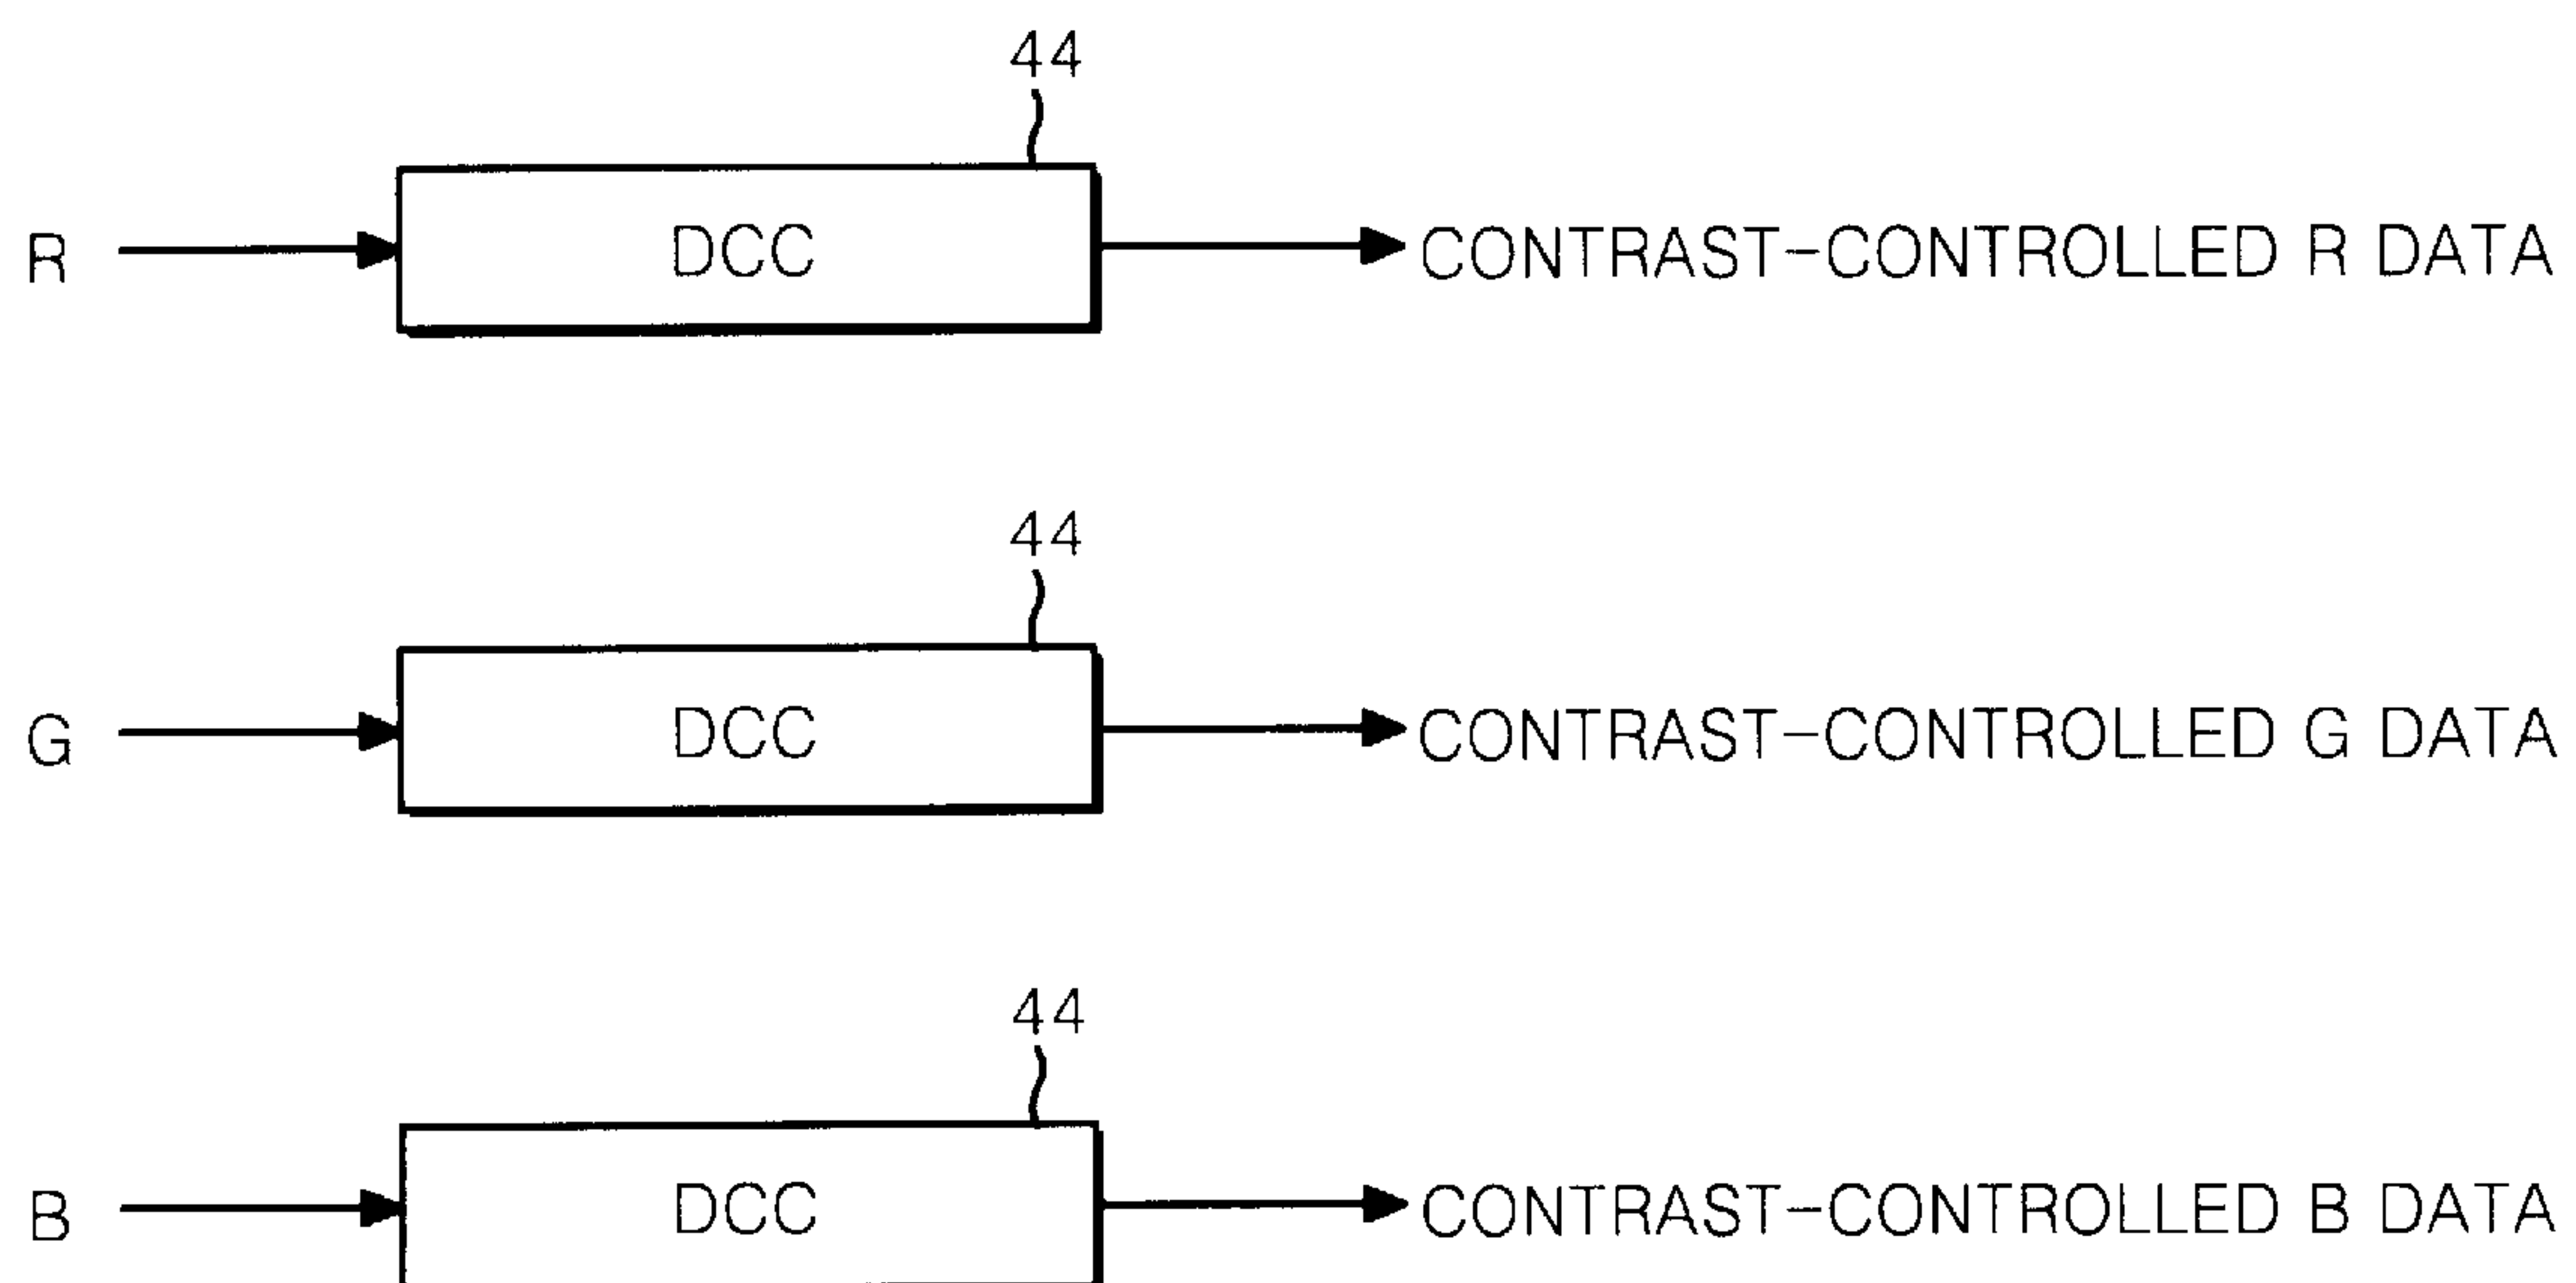 44
R DCC CONTRAST-CONTROLLED R DATA
44
G DCC CONTRAST-CONTROLLED G DATA
44
B DCC CONTRAST-CONTROLLED B DATA